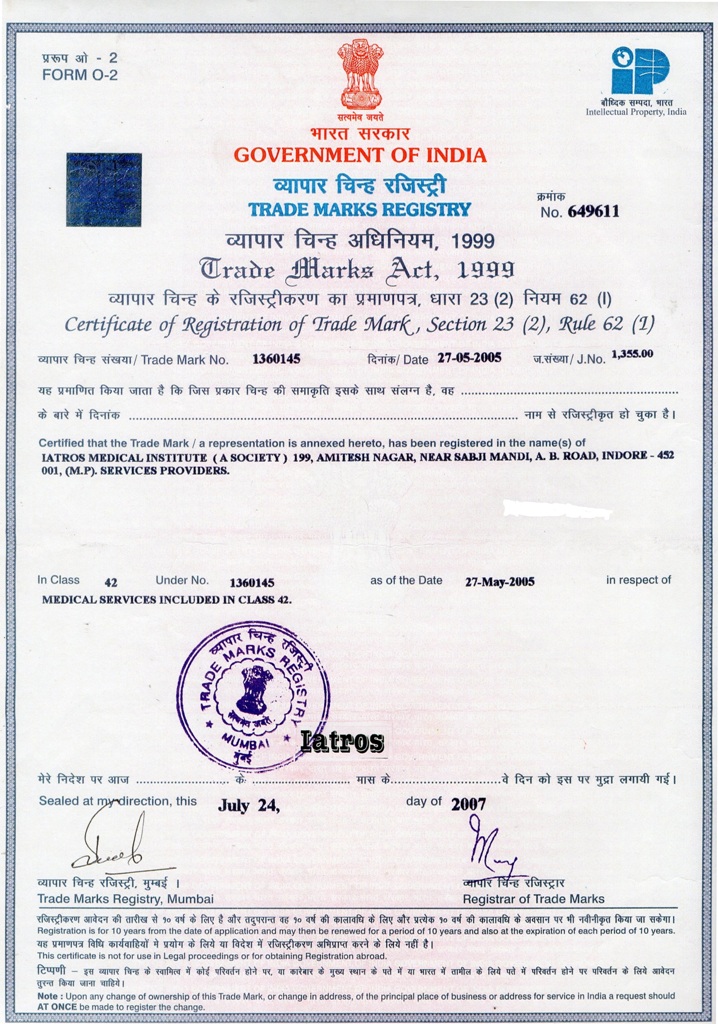 प्ररूप ओ - 2
FORM O-2
सत्यमेव जयते
बौध्दिक सम्पदा, भारत
Intellectual Property, India
भारत सरकार
GOVERNMENT OF INDIA
व्यापार चिन्ह रजिस्ट्री
TRADE MARKS REGISTRY
क्रमांक
No. 649611
व्यापार चिन्ह अधिनियम, 1999
Trade Marks Act, 1999
व्यापार चिन्ह के रजिस्ट्रीकरण का प्रमाणपत्र, धारा 23 (2) नियम 62 (I)
Certificate of Registration of Trade Mark, Section 23 (2), Rule 62 (I)
व्यापार चिन्ह संखया/ Trade Mark No. 1360145 दिनांक/ Date 27-05-2005 ज.संख्या/ J.No. 1,355.00
यह प्रमाणित किया जाता है कि जिस प्रकार चिन्ह की समाकृति इसके साथ संलग्न है, वह ................................................
के बारे में दिनांक ................................................ नाम से रजिस्ट्रीकृत हो चुका है।
Certified that the Trade Mark / a representation is annexed hereto, has been registered in the name(s) of
IATROS MEDICAL INSTITUTE ( A SOCIETY ) 199, AMITESH NAGAR, NEAR SABJI MANDI, A. B. ROAD, INDORE - 452
001, (M.P). SERVICES PROVIDERS.
In Class 42 Under No. 1360145 as of the Date 27-May-2005 in respect of
MEDICAL SERVICES INCLUDED IN CLASS 42.
व्यापार चिन्ह रजिस्ट्री
TRADE MARKS REGISTRY
सत्यमेव जयते
MUMBAI
मुंबई
Iatros
मेरे निदेश पर आज ........................ के ........................ मास के........................वे दिन को इस पर मुद्रा लगायी गई।
Sealed at my direction, this July 24, day of 2007
व्यापार चिन्ह रजिस्ट्री, मुम्बई ।
Trade Marks Registry, Mumbai
व्यापार चिन्ह रजिस्ट्रार
Registrar of Trade Marks
रजिस्ट्रीकरण आवेदन की तारीख से १० वर्ष के लिए है और तदुपरान्त वह १० वर्ष की कालावधि के लिए और प्रत्येक १० वर्ष की कालावधि के अवसान पर भी नवीनीकृत किया जा सकेगा।
Registration is for 10 years from the date of application and may then be renewed for a period of 10 years and also at the expiration of each period of 10 years.
यह प्रमाणपत्र विधि कार्यवाहियों मे प्रयोग के लिये या विदेश में रजिस्ट्रीकरण अभिप्राप्त करने के लिये नहीं है।
This certificate is not for use in Legal proceedings or for obtaining Registration abroad.
टिप्पणी - इस व्यापार चिन्ह के स्वामित्व में कोई परिवर्तन होने पर, या कारबार के मुख्य स्थान के पते में या भारत में तामील के लिये पते में परिवर्तन होने पर परिवर्तन के लिये आवेदन
तुरन्त किया जाना चाहिये।
Note : Upon any change of ownership of this Trade Mark, or change in address, of the principal place of business or address for service in India a request should
AT ONCE be made to register the change.